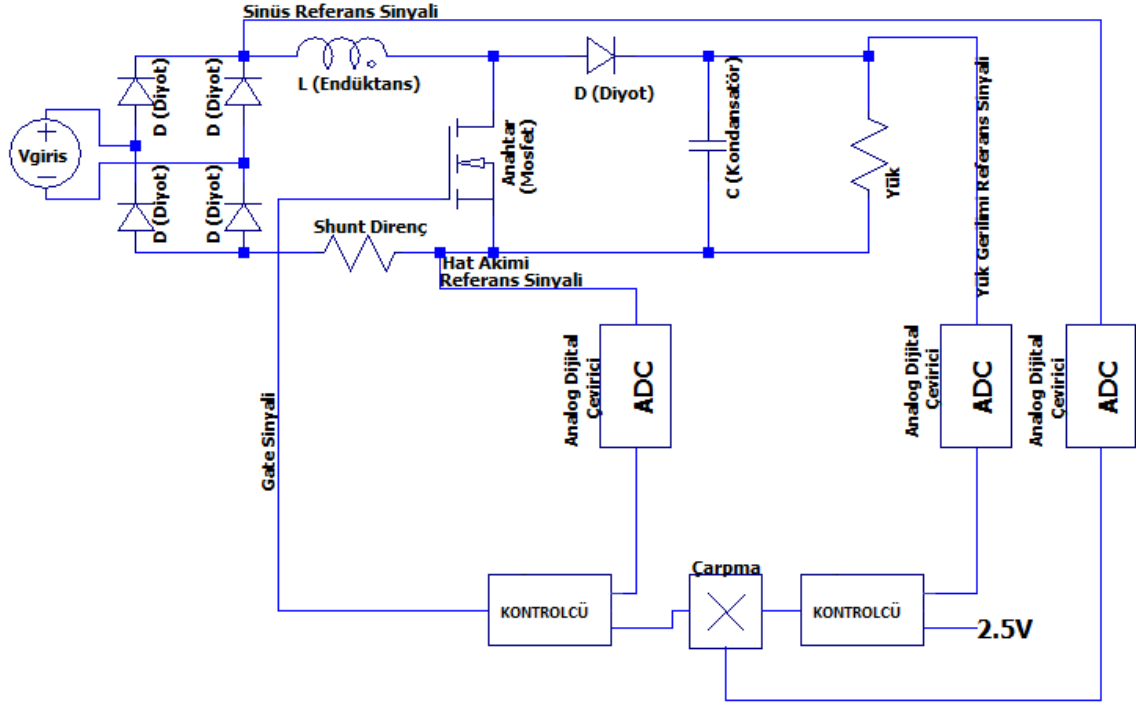 Sinüs Referans Sinyali
L (Endüktans)
D (Diyot)
D (Diyot)
D (Diyot)
D (Diyot)
D (Diyot)
Vgiris
Anahtar
(Mosfet)
C (Kondansatör)
Yük
Yük Gerilimi Referans Sinyali
Shunt Direnç
Hat Akimi
Referans Sinyali
Gate Sinyali
Analog Dijital
Çevirici
ADC
Analog Dijital
Çevirici
ADC
Analog Dijital
Çevirici
ADC
KONTROLCÜ
Çarpma
KONTROLCÜ
2.5V